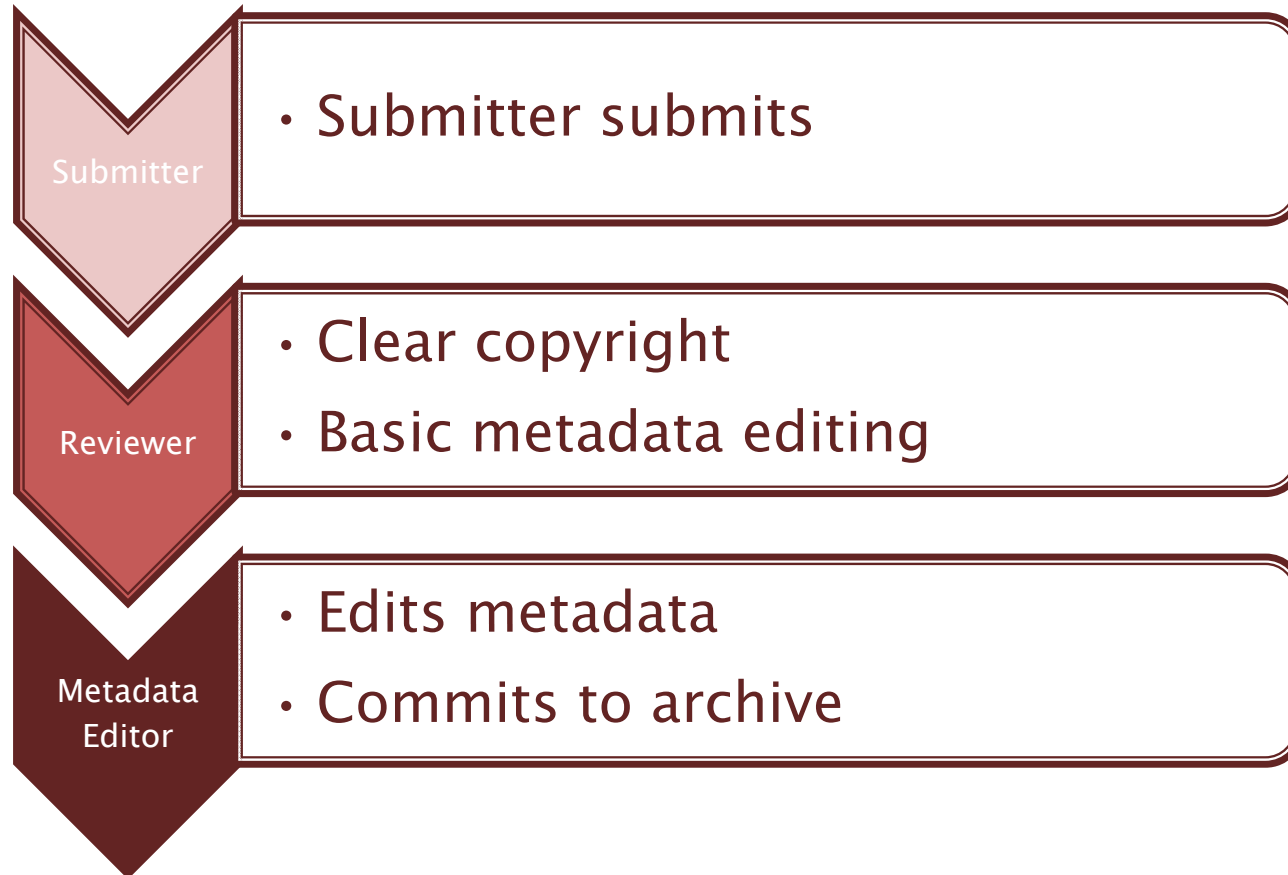 Submitter
• Submitter submits
Reviewer
• Clear copyright
• Basic metadata editing
Metadata
Editor
• Edits metadata
• Commits to archive